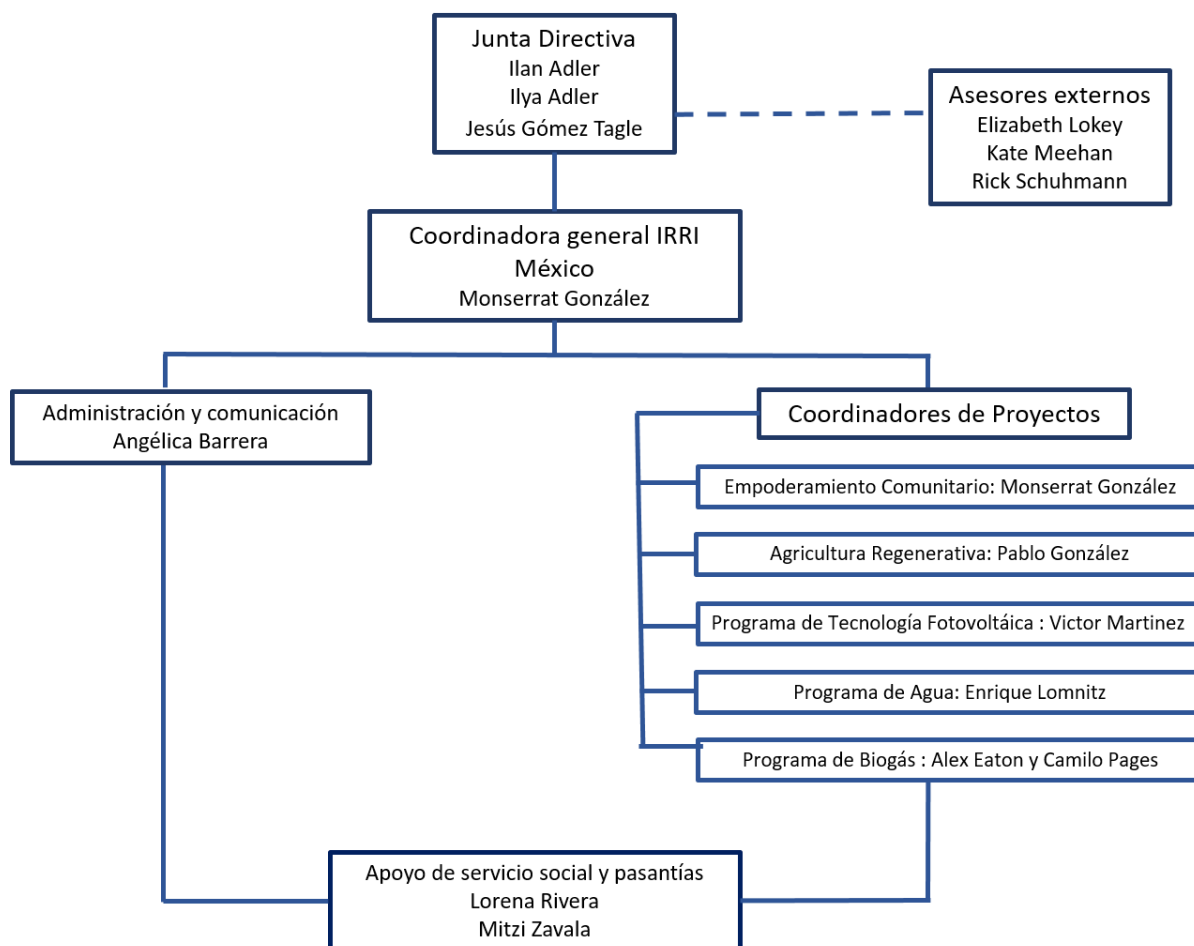 Junta Directiva
Ilan Adler
Ilya Adler
Jesús Gómez Tagle
Asesores externos
Elizabeth Lokey
Kate Meehan
Rick Schuhmann
Coordinadora general IRRI
México
Monserrat González
Administración y comunicación
Angélica Barrera
Coordinadores de Proyectos
Empoderamiento Comunitario: Monserrat González
Agricultura Regenerativa: Pablo González
Programa de Tecnología Fotovoltáica : Victor Martinez
Programa de Agua: Enrique Lomnitz
Programa de Biogás : Alex Eaton y Camilo Pages
Apoyo de servicio social y pasantías
Lorena Rivera
Mitzi Zavala